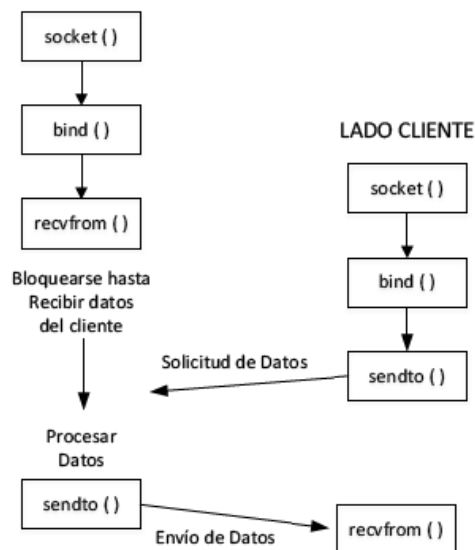 socket ( )
bind ( )
recvfrom ( )
Bloquearse hasta
Recibir datos
del cliente
Procesar
Datos
sendto ( )
LADO CLIENTE
socket ( )
bind ( )
sendto ( )
Solicitud de Datos
Envío de Datos
recvfrom ( )